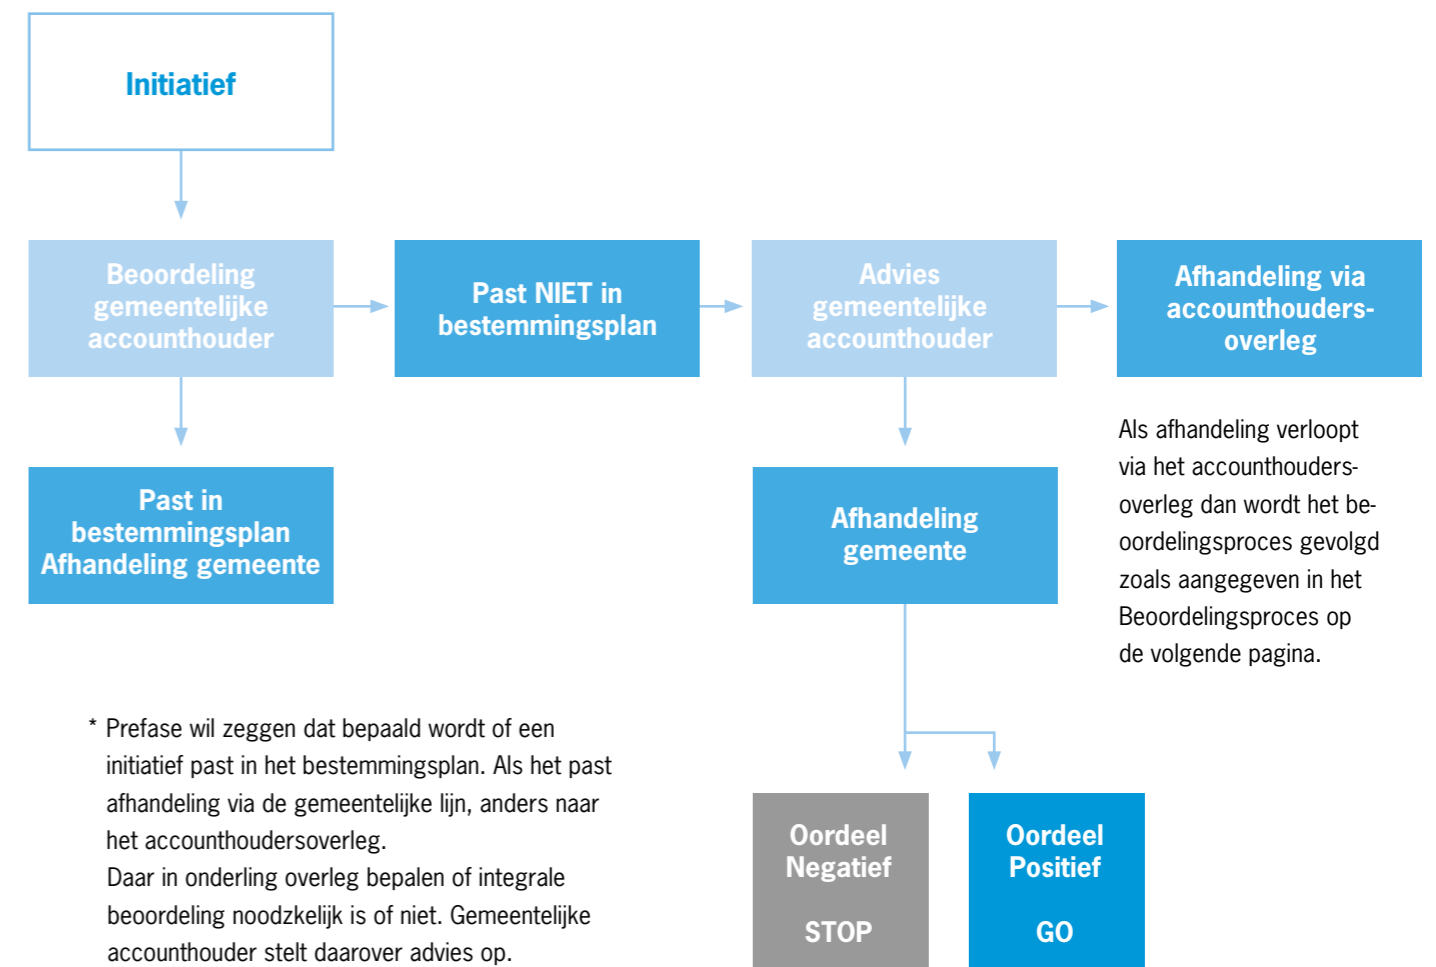 Initiatief
Beoordeling
gemeentelijke
accounthouder
Past NIET in
bestemmingsplan
Advies
gemeentelijke
accounthouder
Afhandeling via
accounthouders-
overleg
Past in
bestemmingsplan
Afhandeling gemeente
Afhandeling
gemeente
Als afhandeling verloopt
via het accounthouders-
overleg dan wordt het be-
oordelingsproces gevolgd
zoals aangegeven in het
Beoordelingsproces op
de volgende pagina.
* Prefase wil zeggen dat bepaald wordt of een
initiatief past in het bestemmingsplan. Als het past
afhandeling via de gemeentelijke lijn, anders naar
het accounthoudersoverleg.
Daar in onderling overleg bepalen of integrale
beoordeling noodzkelijk is of niet. Gemeentelijke
accounthouder stelt daarover advies op.
Oordeel
Negatief
STOP
Oordeel
Positief
GO